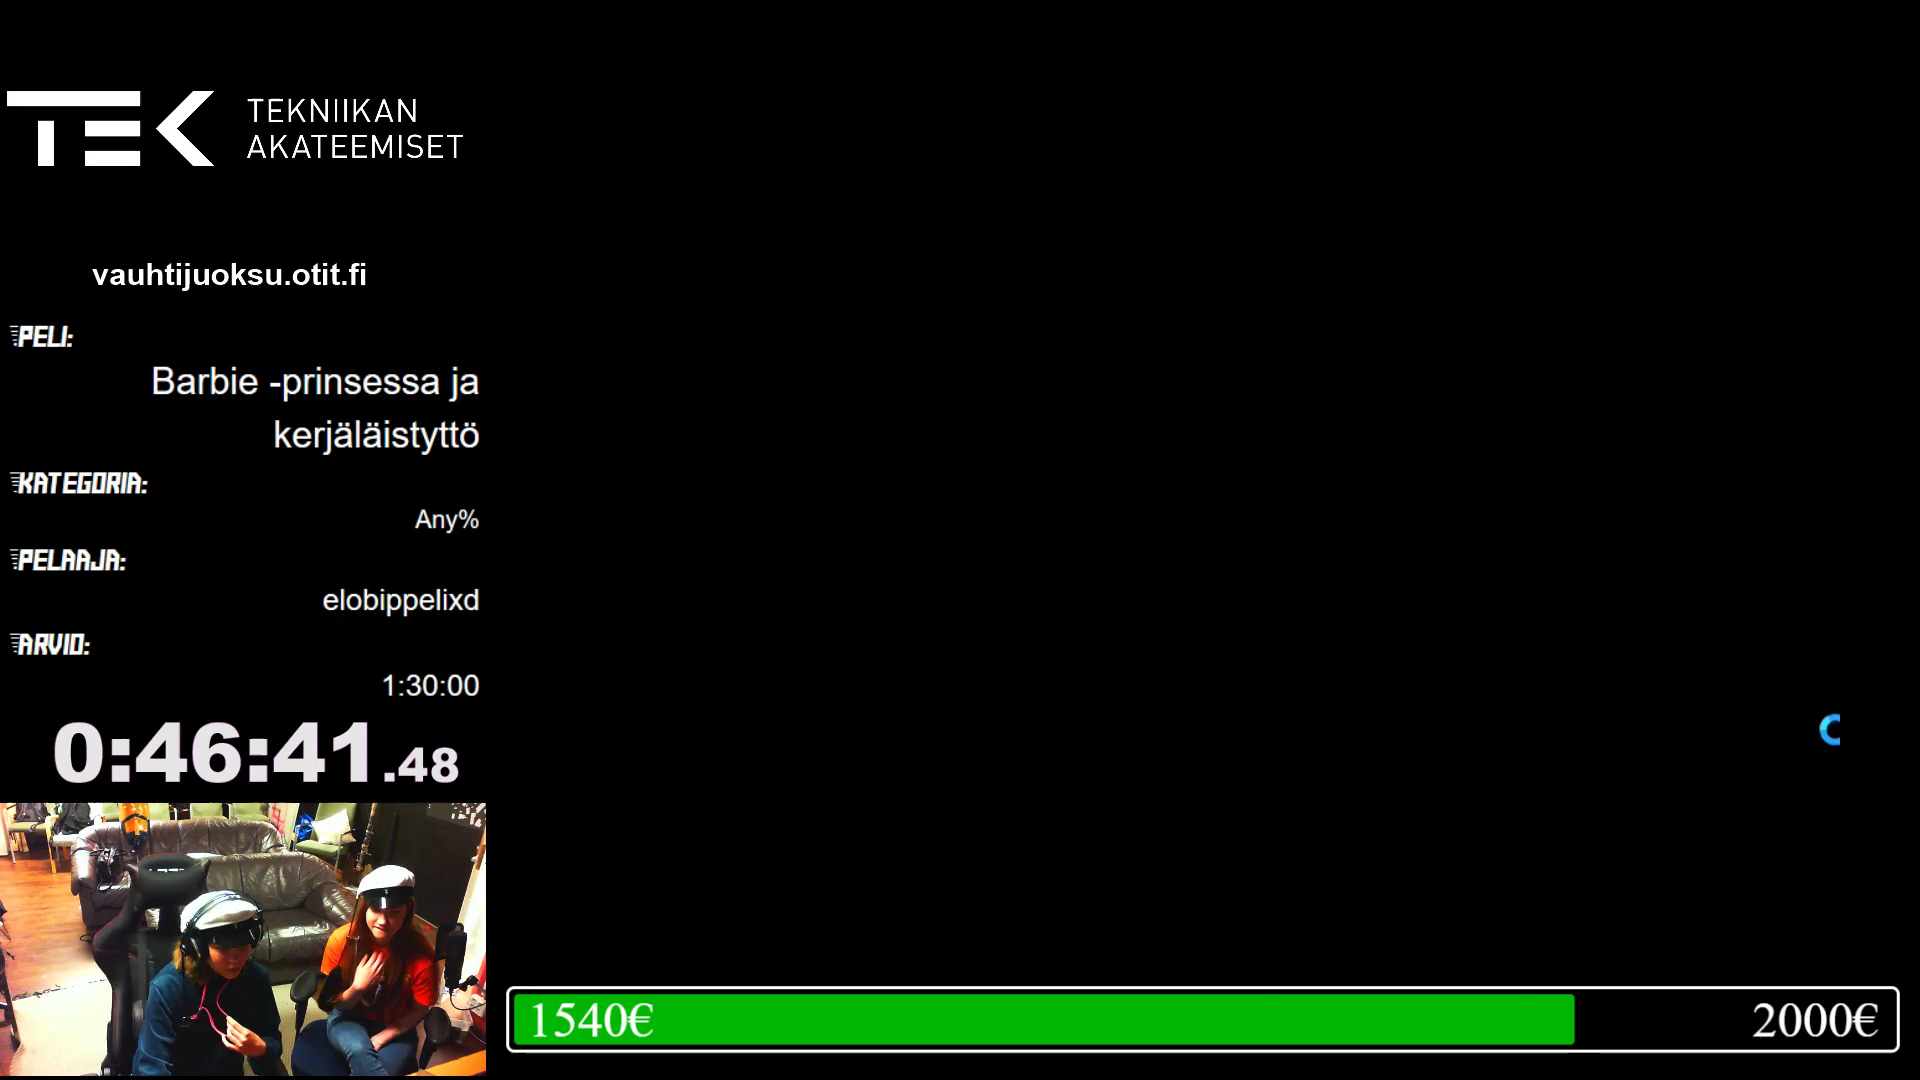 TEK
TEKNIIKAN
AKATEEMISET
vauhtijuoksu.otit.fi
PELI:
Barbie -prinsessa ja
kerjäläistyttö
KATEGORIA:
Any%
PELAAJA:
elobippelixd
ARVIO:
1:30:00
0:46:41.48
1540€ 2000€